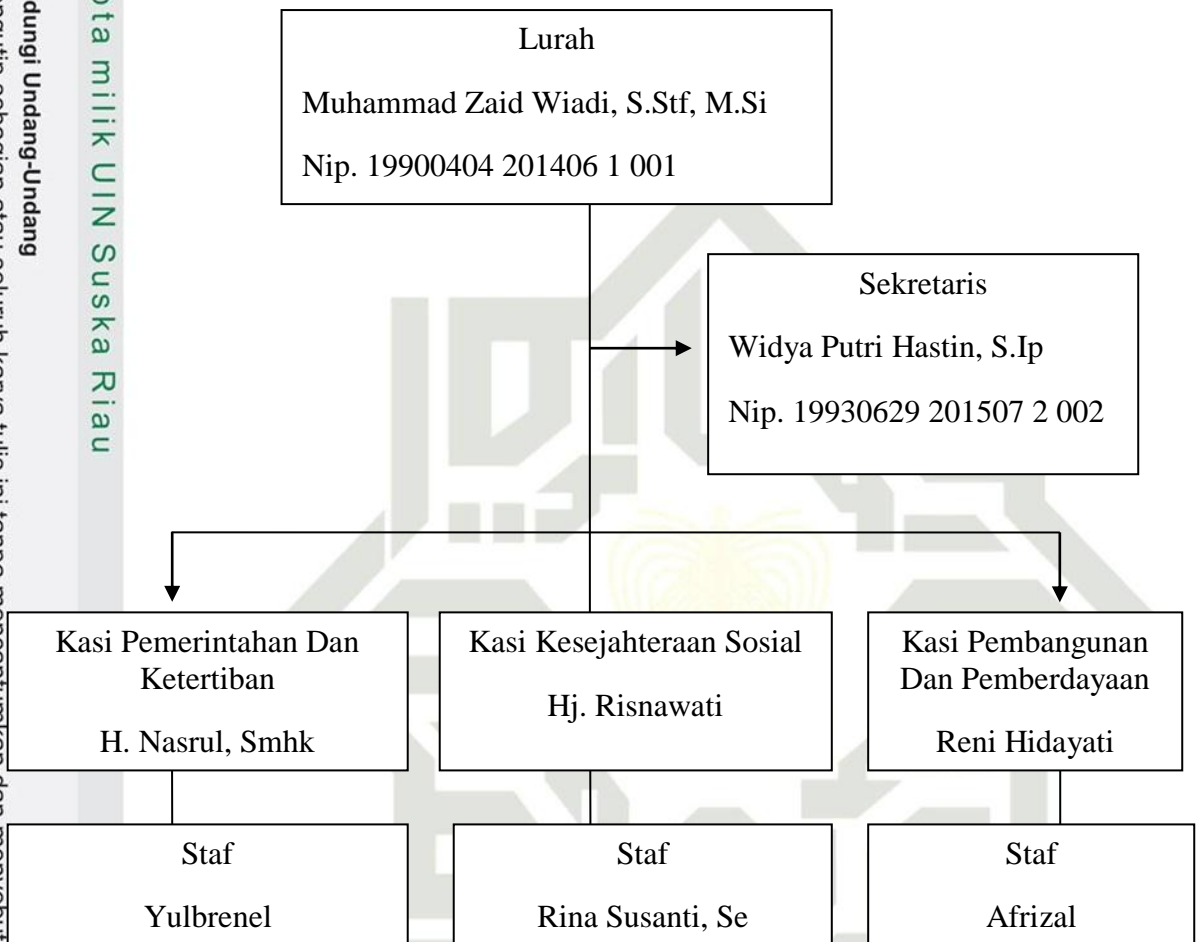 Lurah
Muhammad Zaid Wiadi, S.Stf, M.Si
Nip. 19900404 201406 1 001
Sekretaris
Widya Putri Hastin, S.Ip
Nip. 19930629 201507 2 002
Kasi Pemerintahan Dan
Ketertiban
H. Nasrul, Smhk
Kasi Kesejahteraan Sosial
Hj. Risnawati
Kasi Pembangunan
Dan Pemberdayaan
Reni Hidayati
Staf
Yulbrenel
Staf
Rina Susanti, Se
Staf
Afrizal
milik UIN Suska Riau
Undang-Undang